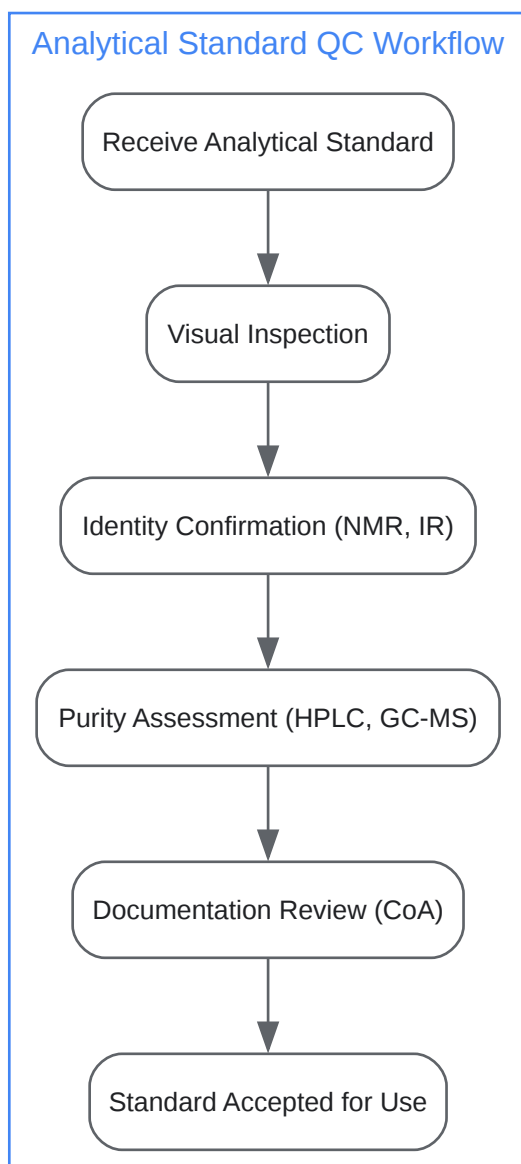 Analytical Standard QC Workflow
Receive Analytical Standard
Visual Inspection
Identity Confirmation (NMR, IR)
Purity Assessment (HPLC, GC-MS)
Documentation Review (CoA)
Standard Accepted for Use